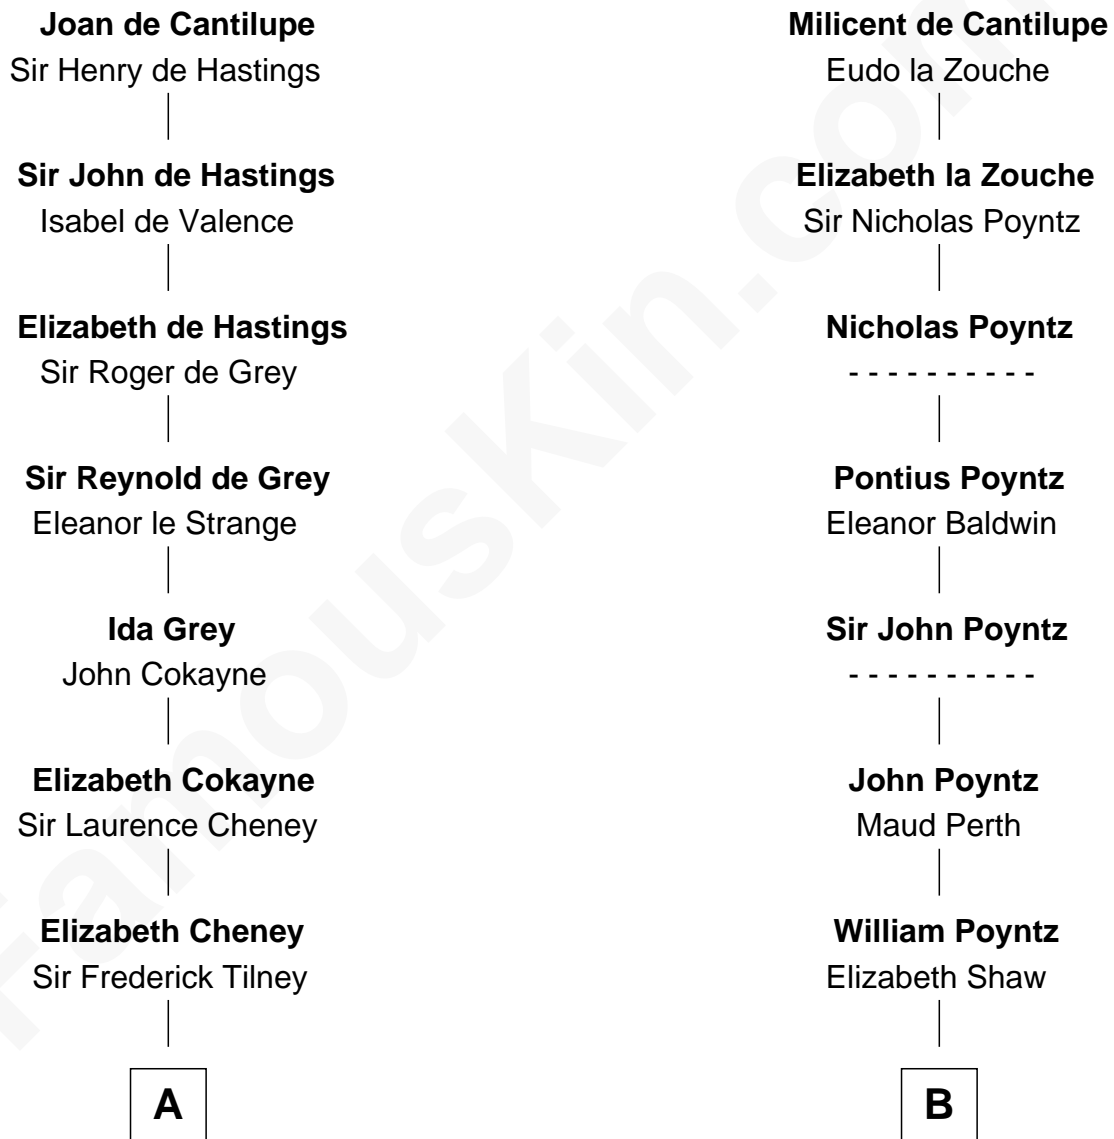 Joan de Cantilupe
Sir Henry de Hastings
Sir John de Hastings
Isabel de Valence
Elizabeth de Hastings
Sir Roger de Grey
Sir Reynold de Grey
Eleanor le Strange
Ida Grey
John Cokayne
Elizabeth Cokayne
Sir Laurence Cheney
Elizabeth Cheney
Sir Frederick Tilney
A
Milicent de Cantilupe
Eudo la Zouche
Elizabeth la Zouche
Sir Nicholas Poyntz
Nicholas Poyntz
- - - - - - - - - -
Pontius Poyntz
Eleanor Baldwin
Sir John Poyntz
- - - - - - - - - -
John Poyntz
Maud Perth
William Poyntz
Elizabeth Shaw
B
FamousKin.com